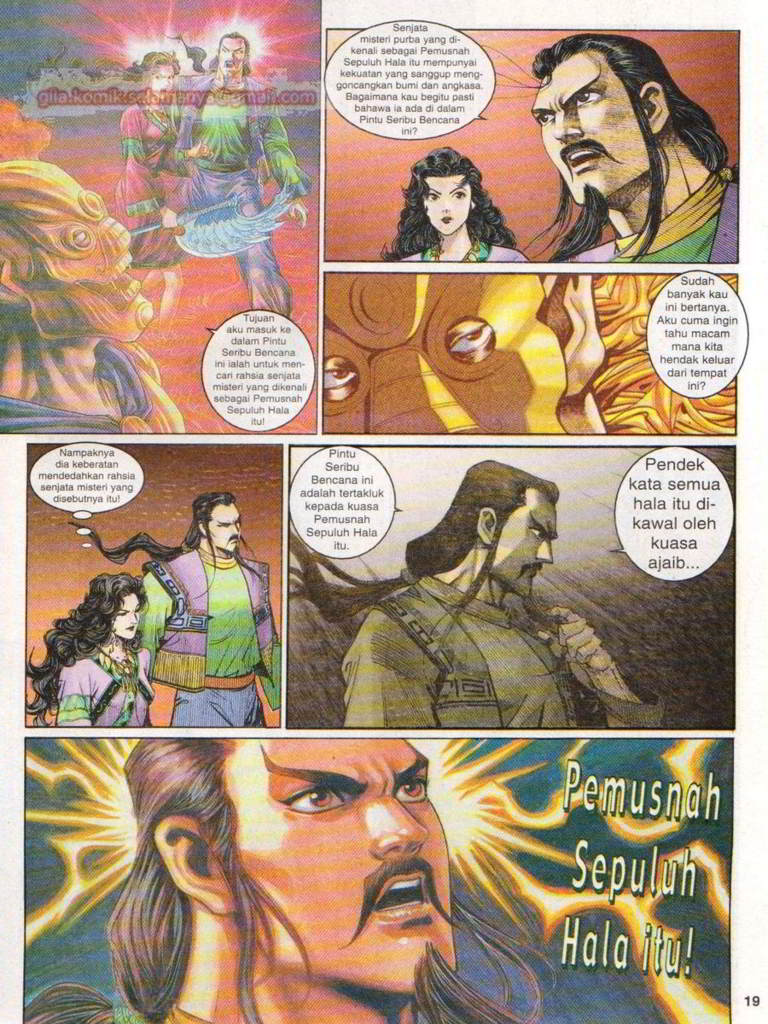 gila.komik.selamanya@gmail.com
Tujuan
aku masuk ke
dalam Pintu
Seribu Bencana
ini ialah untuk men-
cari rahsia senjata
misteri yang dikenali
sebagai Pemusnah
Sepuluh Hala
itu!
Senjata
misteri purba yang di-
kenali sebagai Pemusnah
Sepuluh Hala itu mempunyai
kekuatan yang sanggup meng-
goncangkan bumi dan angkasa.
Bagaimana kau begitu pasti
bahawa ia ada di dalam
Pintu Seribu Bencana
ini?
Sudah
banyak kau
ini bertanya.
Aku cuma ingin
tahu macam
mana kita
hendak keluar
dari tempat
ini?
Nampaknya
dia keberatan
mendedahkan rahsia
senjata misteri yang
disebutnya itu!
Pintu
Seribu
Bencana ini
adalah tertakluk
kepada kuasa
Pemusnah
Sepuluh Hala
itu.
Pendek
kata semua
hala itu di-
kawal oleh
kuasa
ajaib...
Pemusnah
Sepuluh
Hala itu!
19